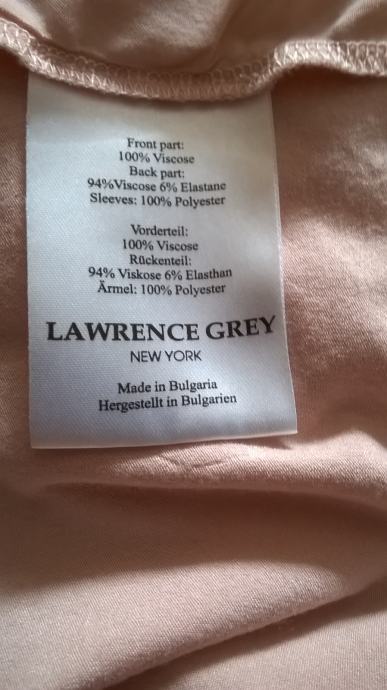 Front part:
100% Viscose
Back part:
94%Viscose 6% Elastane
Sleeves: 100% Polyester
Vorderteil:
100% Viscose
Rückenteil:
94% Viskose 6% Elasthan
Ärmel: 100% Polyester
LAWRENCE GREY
NEW YORK
Made in Bulgaria
Hergestellt in Bulgarien